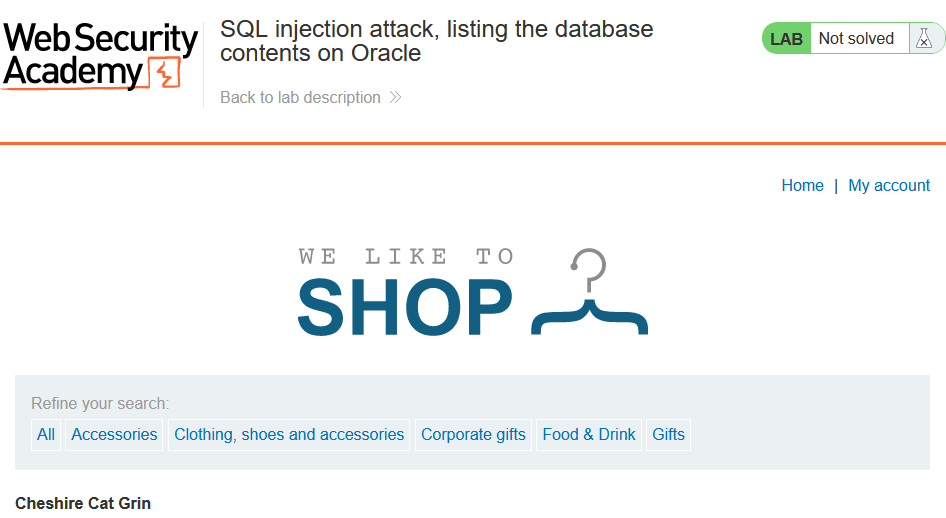 Web Security
Academy
SQL injection attack, listing the database
contents on Oracle
Back to lab description
LAB Not solved
Home | My account
WE LIKE TO
SHOP
Refine your search:
All Accessories Clothing, shoes and accessories Corporate gifts Food & Drink Gifts
Cheshire Cat Grin